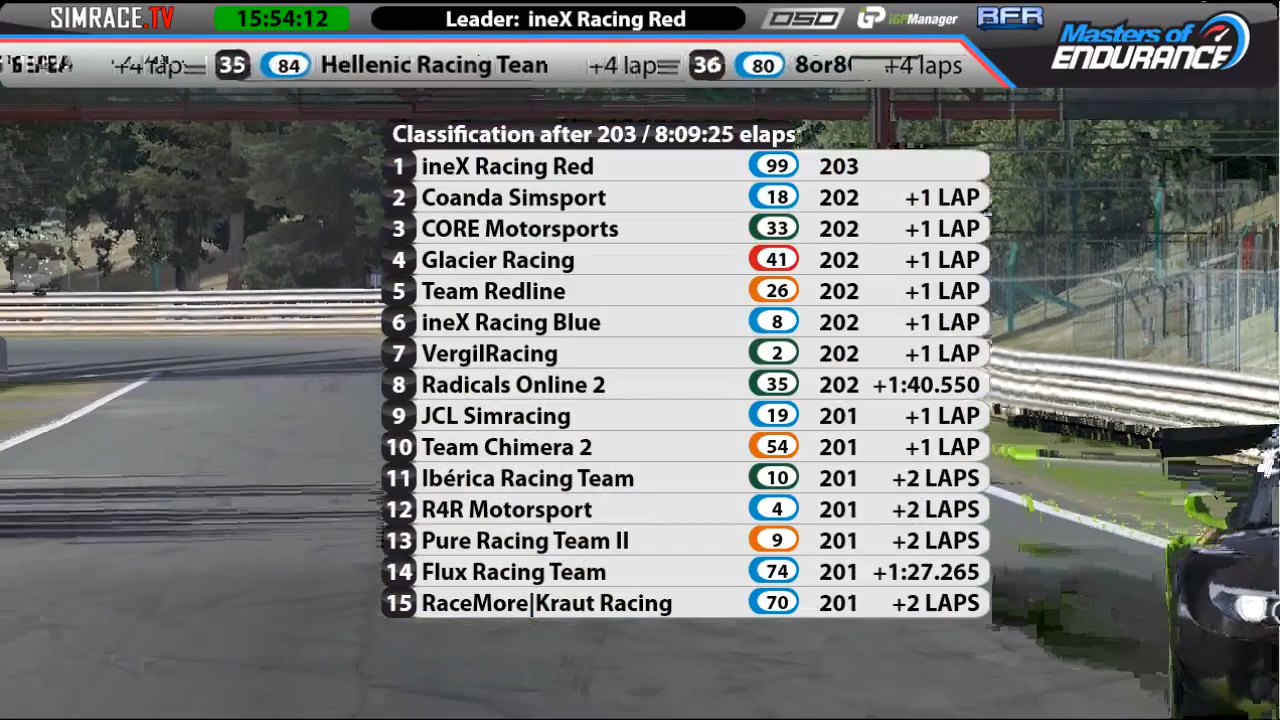 SIMRACE.TV 15:54:12 Leader: ineX Racing Red DSD iGPManager BFR
Masters of
ENDURANCE
35 84 Hellenic Racing Tean +4 lap 36 80 8or8 +4 laps
Classification after 203 / 8:09:25 elaps
1 ineX Racing Red 99 203
2 Coanda Simsport 18 202 +1 LAP
3 CORE Motorsports 33 202 +1 LAP
4 Glacier Racing 41 202 +1 LAP
5 Team Redline 26 202 +1 LAP
6 ineX Racing Blue 8 202 +1 LAP
7 VergilRacing 2 202 +1 LAP
8 Radicals Online 2 35 202 +1:40.550
9 JCL Simracing 19 201 +1 LAP
10 Team Chimera 2 54 201 +1 LAP
11 Ibérica Racing Team 10 201 +2 LAPS
12 R4R Motorsport 4 201 +2 LAPS
13 Pure Racing Team II 9 201 +2 LAPS
14 Flux Racing Team 74 201 +1:27.265
15 RaceMore|Kraut Racing 70 201 +2 LAPS